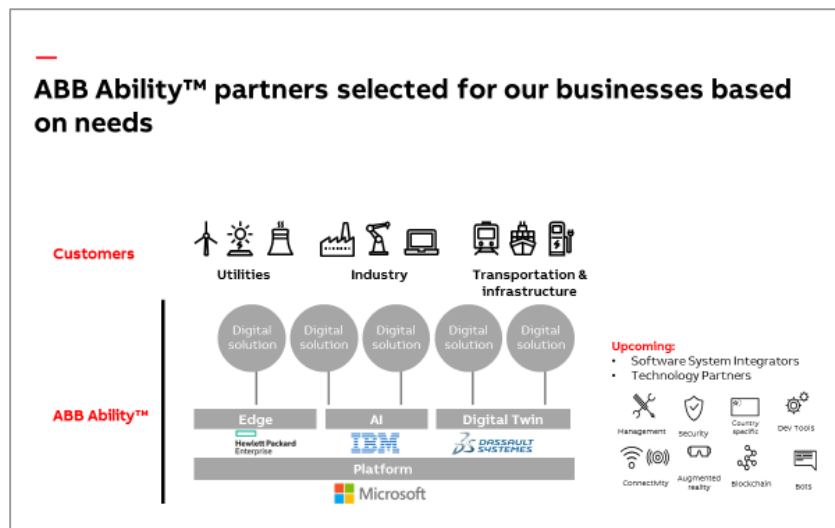 ABB Ability™ partners selected for our businesses based
on needs
Customers
Utilities
Industry
Transportation &
infrastructure
Digital
solution
Digital
solution
Digital
solution
Digital
solution
Digital
solution
ABB Ability™
Edge
AI
Digital Twin
Hewlett Packard
Enterprise
IBM
DASSAULT
SYSTEMES
Platform
Microsoft
Upcoming:
• Software System Integrators
• Technology Partners
Management
Security
Country
specific
Dev Tools
Connectivity
Augmented
reality
Blockchain
Bots